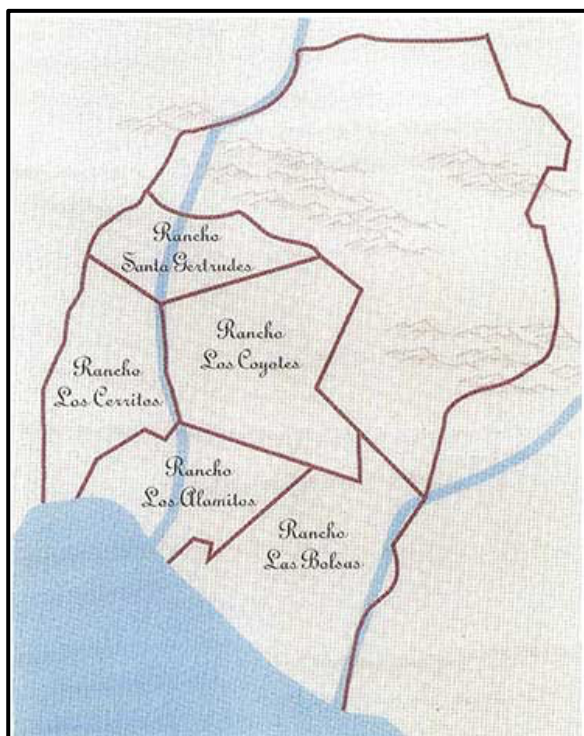 Rancho
Santa Gertrudes
Rancho
Los Coyotes
Rancho
Los Cerritos
Rancho
Los Alamitos
Rancho
Las Bolsas